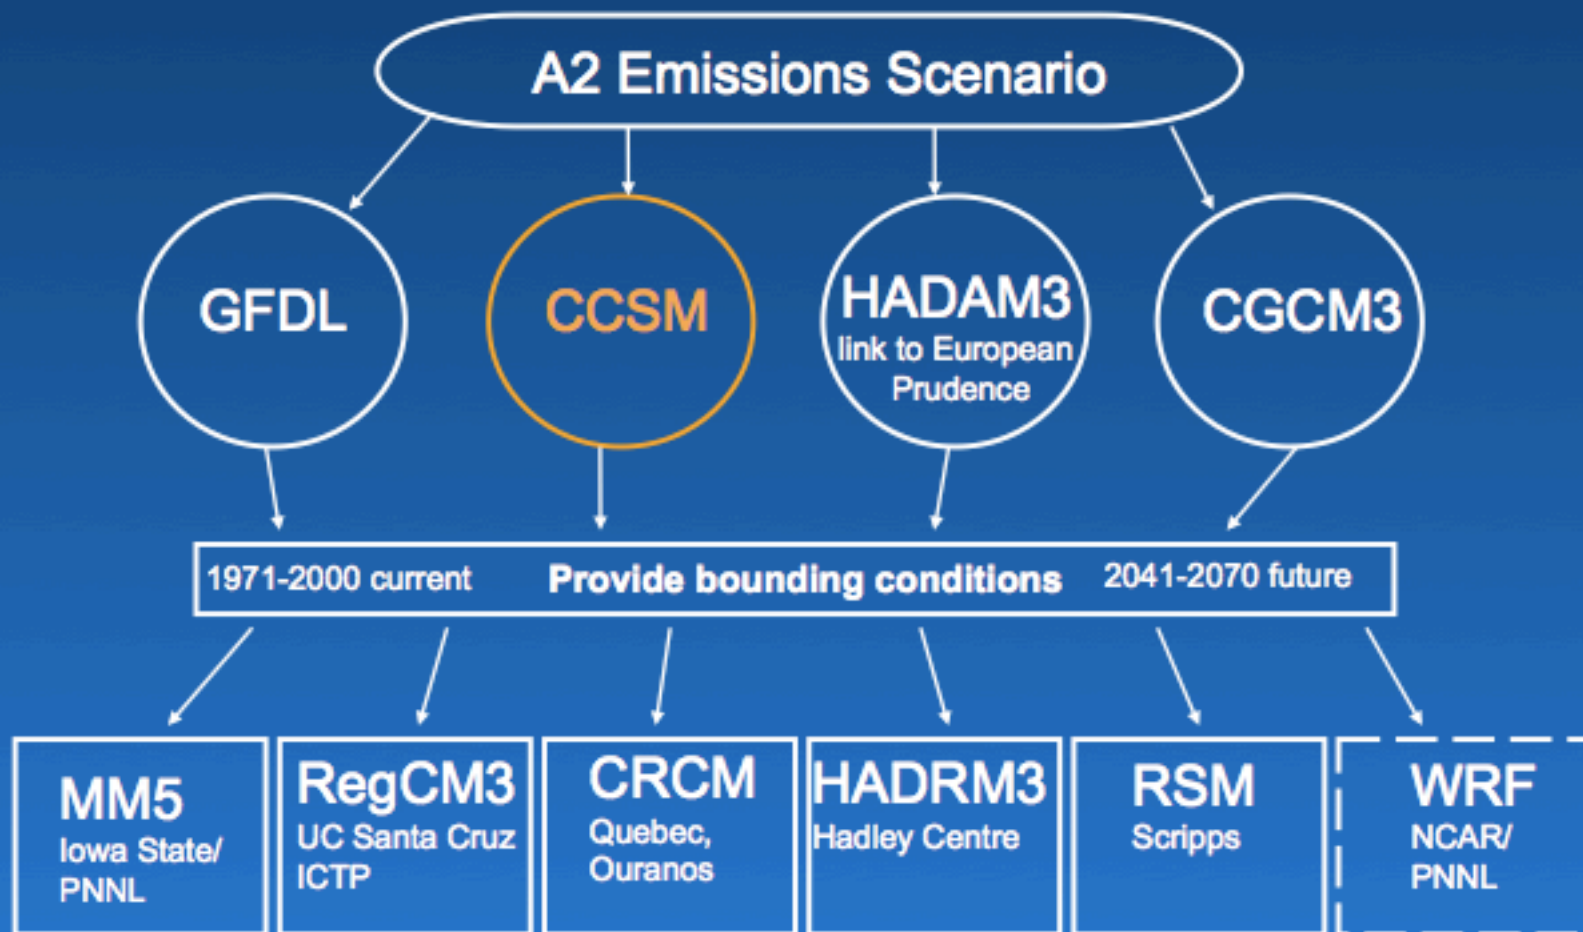 A2 Emissions Scenario
GFDL
CCSM
HADAM3
link to European
Prudence
CGCM3
1971-2000 current
Provide bounding conditions
2041-2070 future
MM5
Iowa State/
PNNL
RegCM3
UC Santa Cruz
ICTP
CRCM
Quebec,
Ouranos
HADRM3
Hadley Centre
RSM
Scripps
WRF
NCAR/
PNNL